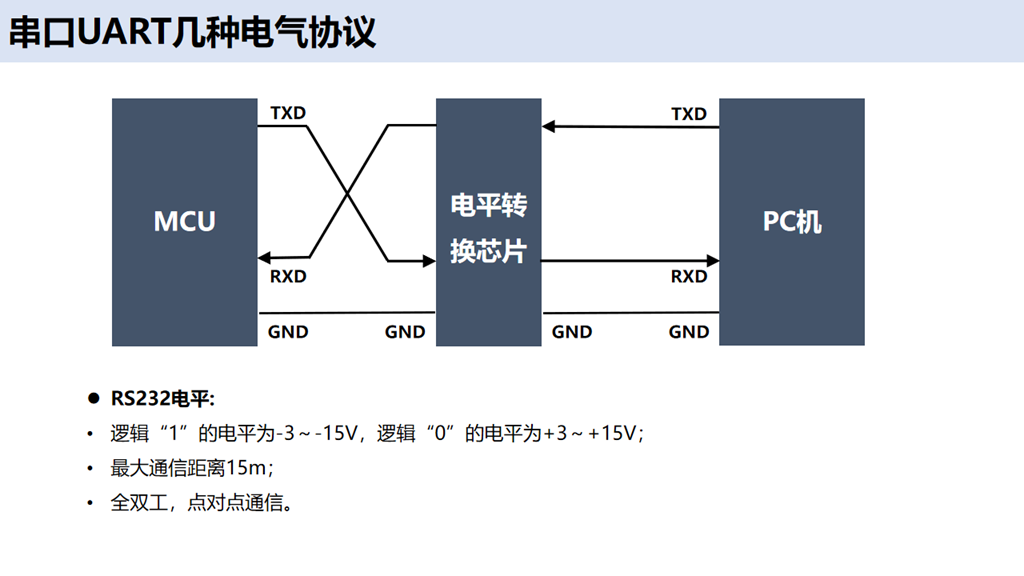 串口UART几种电气协议
TXD
TXD
MCU
电平转
换芯片
PC机
RXD
RXD
GND
GND
GND
GND
● RS232电平:
• 逻辑“1”的电平为-3～-15V，逻辑“0”的电平为+3～+15V；
• 最大通信距离15m；
• 全双工，点对点通信。